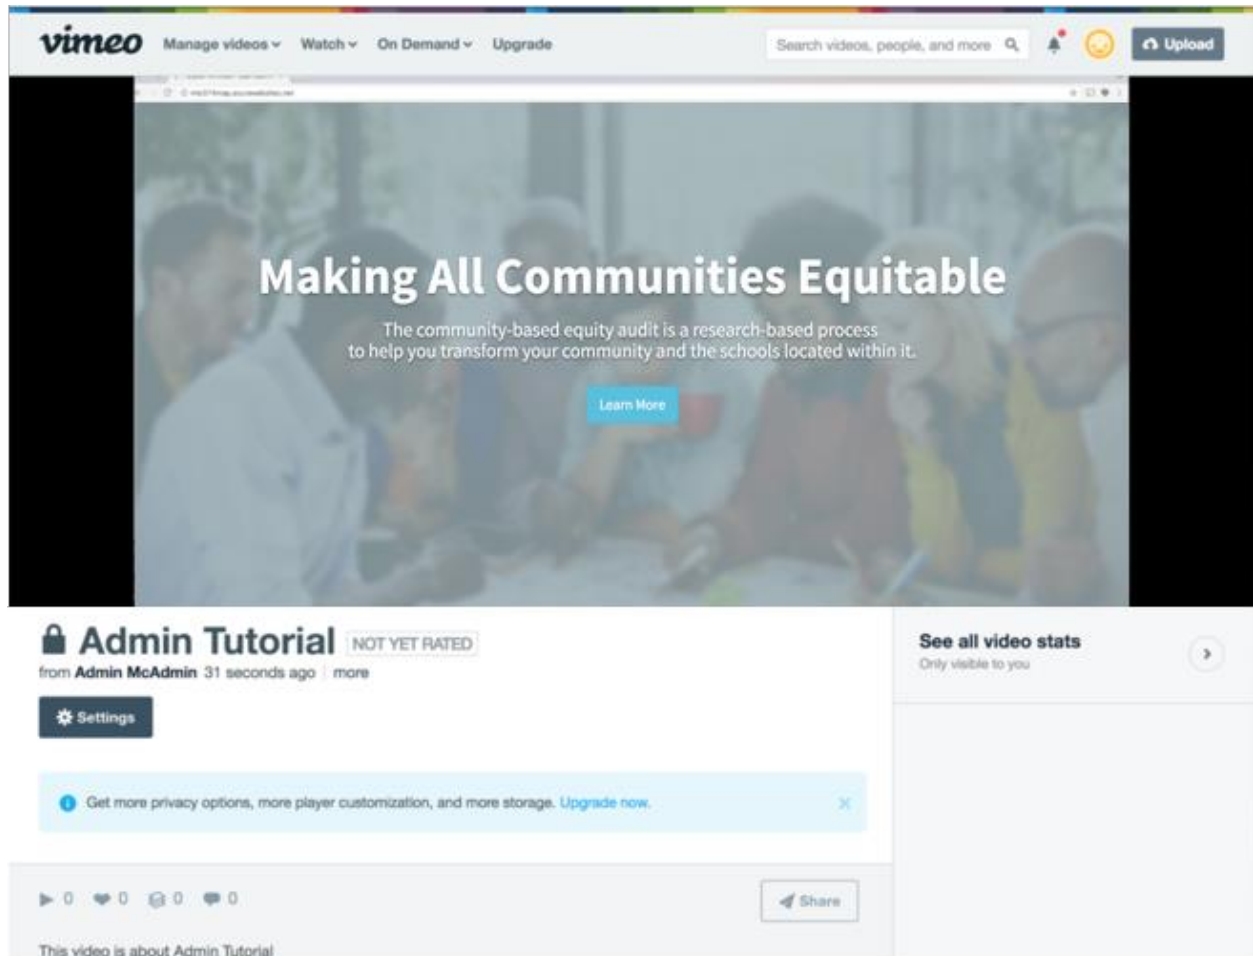 vimeo Manage videos Watch On Demand Upgrade Search videos, people, and more Upload
Making All Communities Equitable
The community-based equity audit is a research-based process
to help you transform your community and the schools located within it.
Learn More
Admin Tutorial NOT YET RATED
from Admin McAdmin 31 seconds ago more
Settings
See all video stats
Only visible to you
Get more privacy options, more player customization, and more storage. Upgrade now.
0 0 0 0
Share
This video is about Admin Tutorial